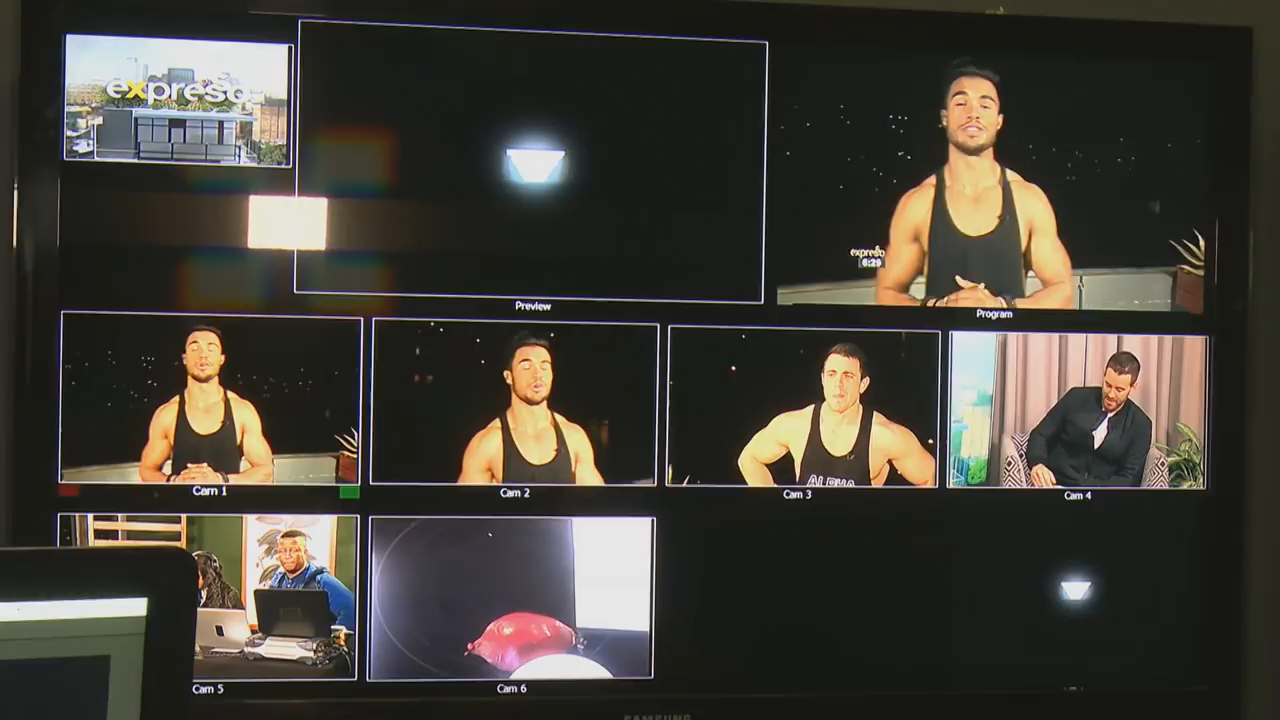 expreso
expreso
6:29
Preview
Program
Cam 1
Cam 2
ALPHA
Cam 3
Cam 4
Cam 5
Cam 6
SAMSUNG